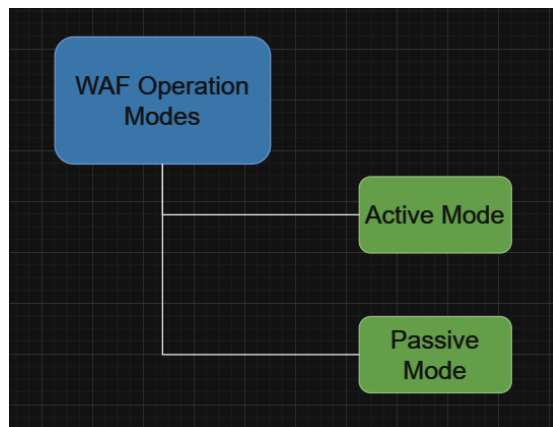 WAF Operation
Modes
Active Mode
Passive
Mode